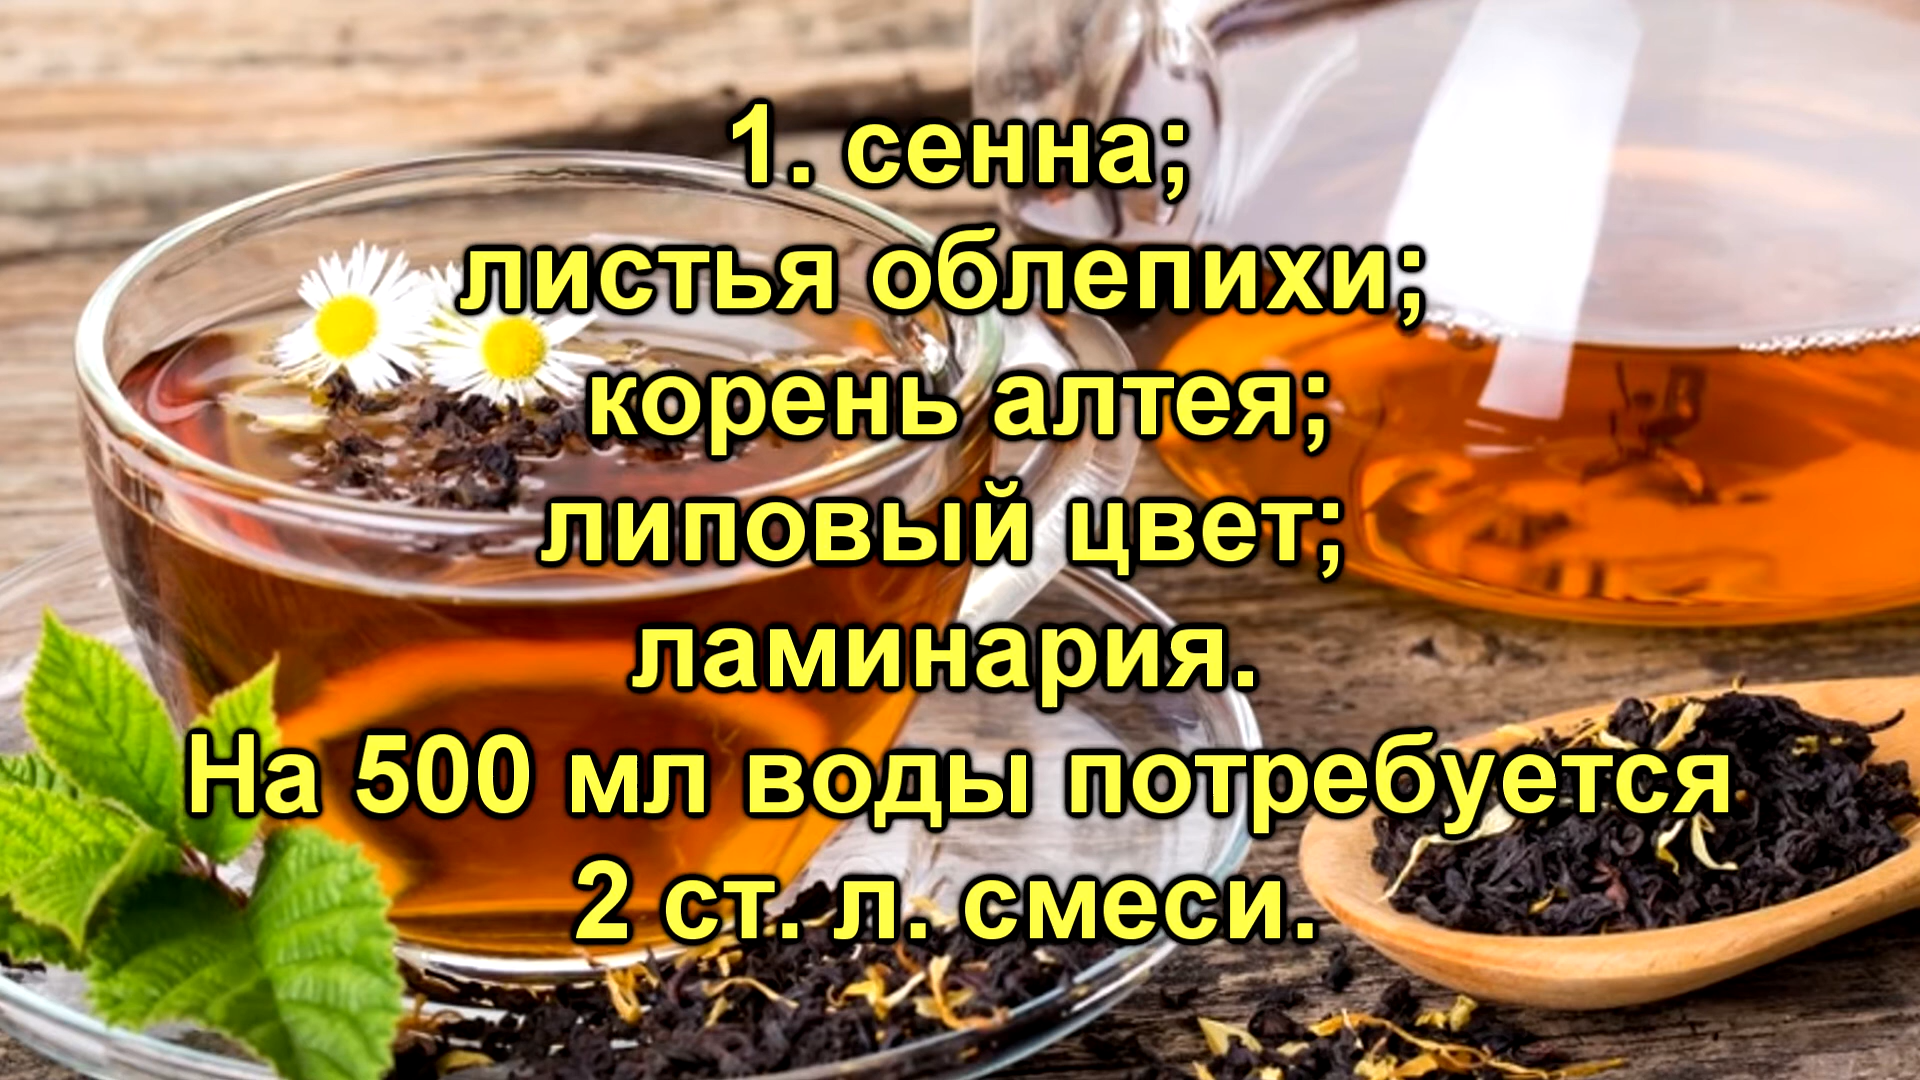 1. сенна;
листья облепихи;
корень алтея;
липовый цвет;
ламинария.
На 500 мл воды потребуется
2 ст. л. смеси.